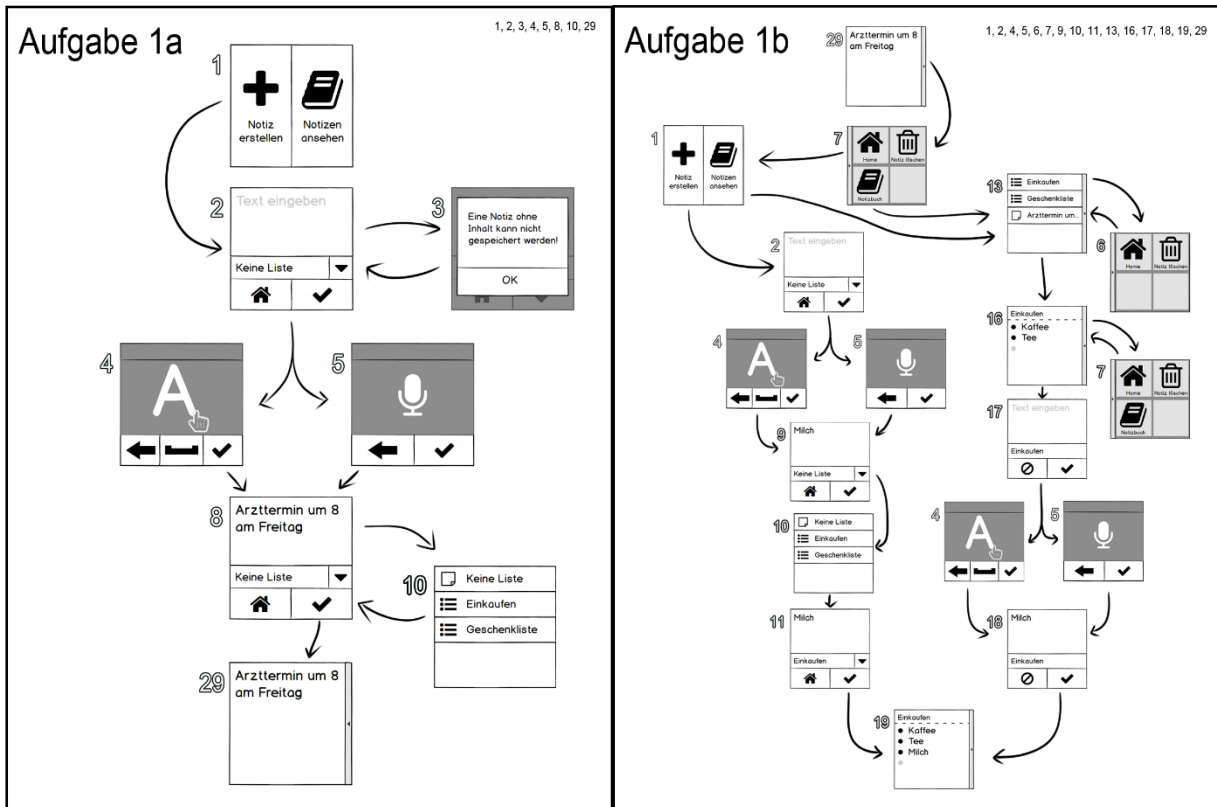 Aufgabe 1a
1, 2, 3, 4, 5, 8, 10, 29
1
Notiz
erstellen
Notizen
ansehen
2
Text eingeben
Keine Liste
3
Eine Notiz ohne
Inhalt kann nicht
gespeichert werden!
OK
4
A
5
8
Arzttermin um 8
am Freitag
Keine Liste
10
Keine Liste
Einkaufen
Geschenkliste
29
Arzttermin um 8
am Freitag
Aufgabe 1b
1, 2, 4, 5, 6, 7, 9, 10, 11, 13, 16, 17, 18, 19, 29
29
Arzttermin um 8
am Freitag
1
Notiz
erstellen
Notizen
ansehen
7
Home
Notiz löschen
Notizbuch
13
Einkaufen
Geschenkliste
Arzttermin um..
6
Home
Notiz löschen
2
Text eingeben
Keine Liste
16
Einkaufen
Kaffee
Tee
7
Home
Notiz löschen
Notizbuch
4
A
5
17
Text eingeben
Einkaufen
9
Milch
Keine Liste
10
Keine Liste
Einkaufen
Geschenkliste
4
A
5
11
Milch
Einkaufen
18
Milch
Einkaufen
19
Einkaufen
Kaffee
Tee
Milch